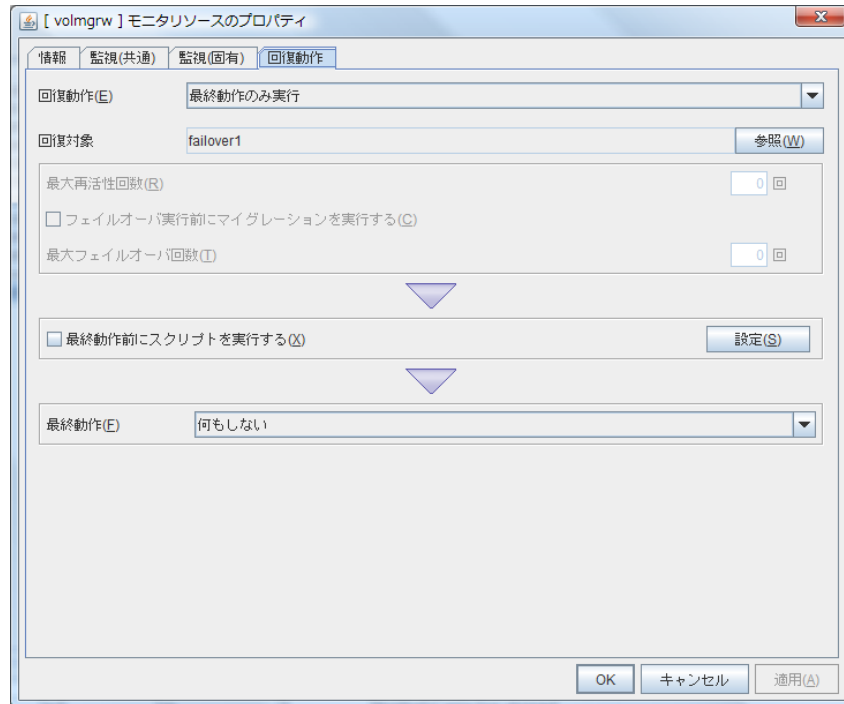 [ volmgrw ] モニタリソースのプロパティ
情報 監視(共通) 監視(固有) 回復動作
回復動作(E) 最終動作のみ実行
回復対象 failover1 参照(W)
最大再活性回数(R) 0 回
フェイルオーバ実行前にマイグレーションを実行する(C)
最大フェイルオーバ回数(T) 0 回
最終動作前にスクリプトを実行する(X) 設定(S)
最終動作(F) 何もしない
OK キャンセル 適用(A)